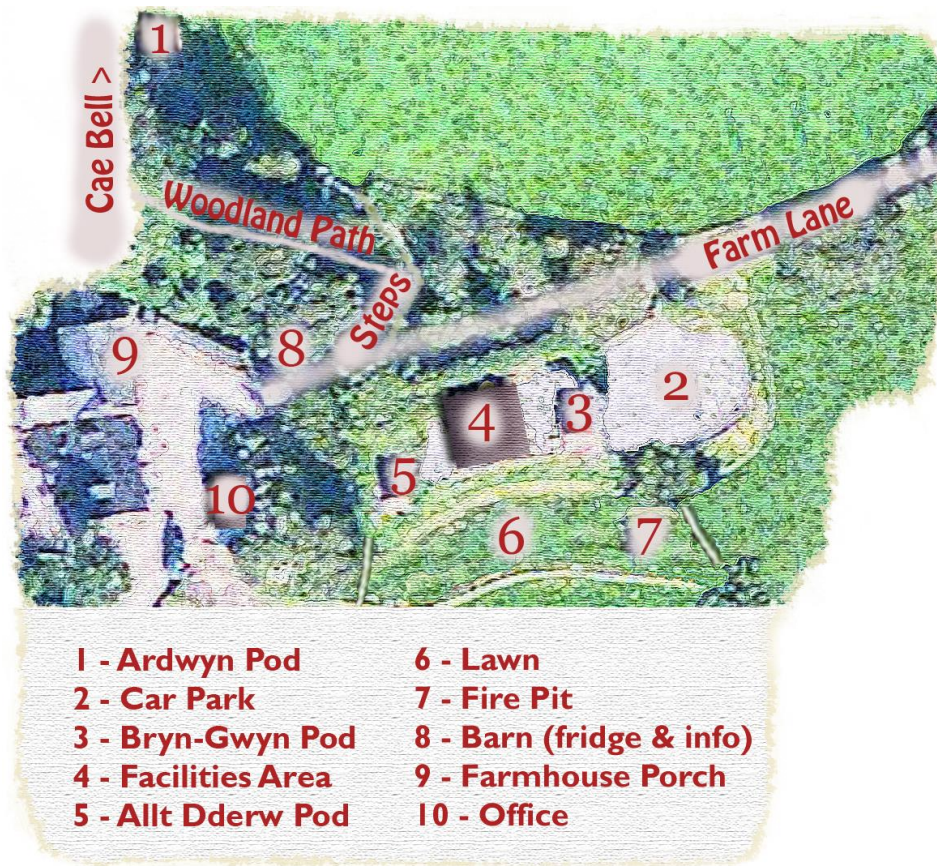 1
Cae Bell >
Woodland Path
Farm Lane
Steps
9
8
2
3
4
5
10
6
7
1 - Ardwyn Pod
2 - Car Park
3 - Bryn-Gwyn Pod
4 - Facilities Area
5 - Allt Dderw Pod
6 - Lawn
7 - Fire Pit
8 - Barn (fridge & info)
9 - Farmhouse Porch
10 - Office